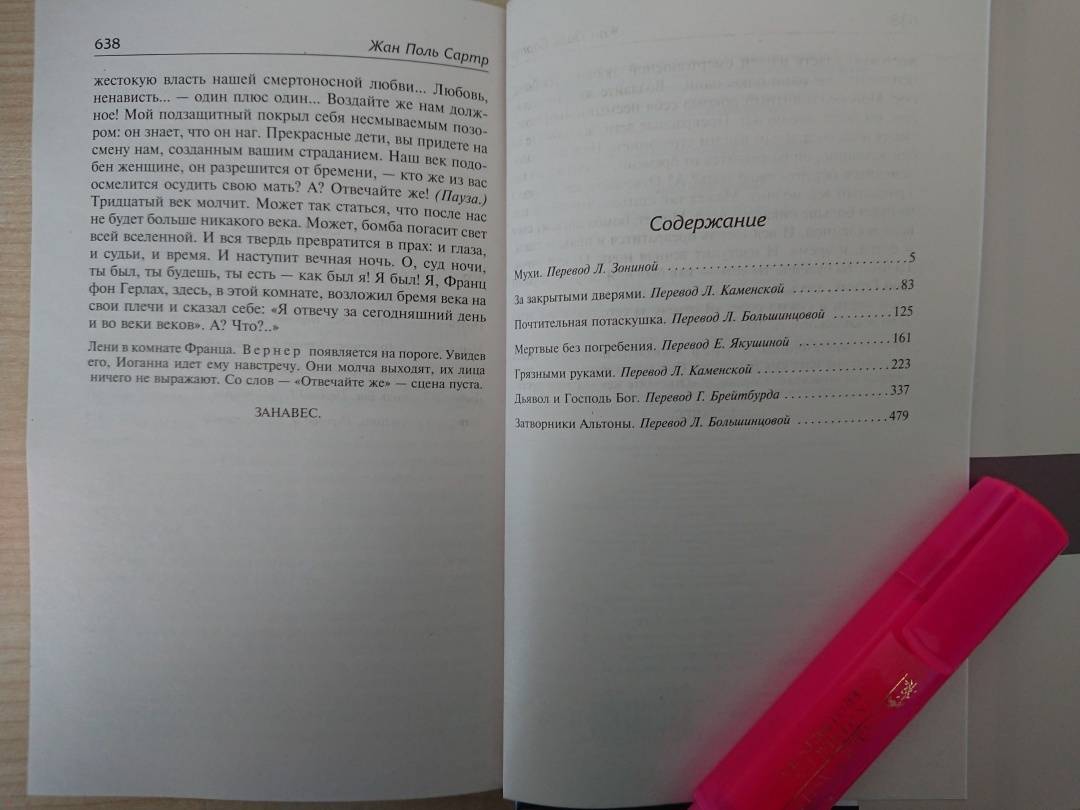 638
Жан Поль Сартр
жестокую власть нашей смертоносной любви... Любовь,
ненависть... — один плюс один... Воздайте же нам долж-
ное! Мой подзащитный покрыл себя несмываемым позо-
ром: он знает, что он наг. Прекрасные дети, вы придете на
смену нам, созданным вашим страданием. Наш век подо-
бен женщине, он разрешится от бремени, — кто же из вас
осмелится осудить свою мать? А? Отвечайте же! (Пауза.)
Тридцатый век молчит. Может так статься, что после нас
не будет больше никакого века. Может, бомба погасит свет
всей вселенной. И вся твердь превратится в прах: и глаза,
и судьи, и время. И наступит вечная ночь. О, суд ночи,
ты был, ты будешь, ты есть — как был я! Я был! Я, Франц
фон Герлах, здесь, в этой комнате, возложил бремя века на
свои плечи и сказал себе: «Я отвечу за сегодняшний день
и во веки веков». А? Что?..»
Лени в комнате Франца. Вернер появляется на пороге. Увидев
его, Иоганна идет ему навстречу. Они молча выходят, их лица
ничего не выражают. Со слов — «Отвечайте же» — сцена пуста.
ЗАНАВЕС.
Содержание
Мухи. Перевод Л. Зониной . . . . . . . . . . . . . . . . . . . . . . . . . . . . . . . . . . . 5
За закрытыми дверями. Перевод Л. Каменской . . . . . . . . . . . . . . . . 83
Почтительная потаскушка. Перевод Л. Большинцовой . . . . . . . . . 125
Мертвые без погребения. Перевод Е. Якушиной . . . . . . . . . . . . . . . 161
Грязными руками. Перевод Л. Каменской . . . . . . . . . . . . . . . . . . . . 223
Дьявол и Господь Бог. Перевод Г. Брейтбурда . . . . . . . . . . . . . . . . 337
Затворники Альтоны. Перевод Л. Большинцовой . . . . . . . . . . . . . . 479